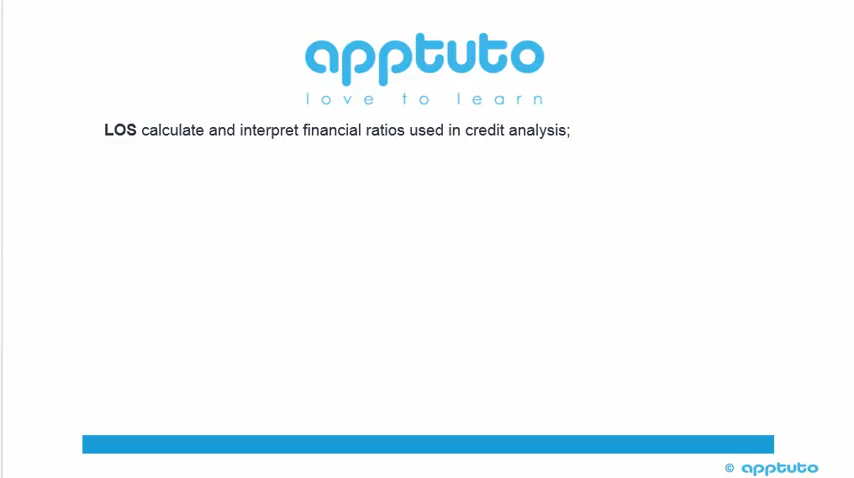 apptuto
love to learn
LOS calculate and interpret financial ratios used in credit analysis;
© apptuto